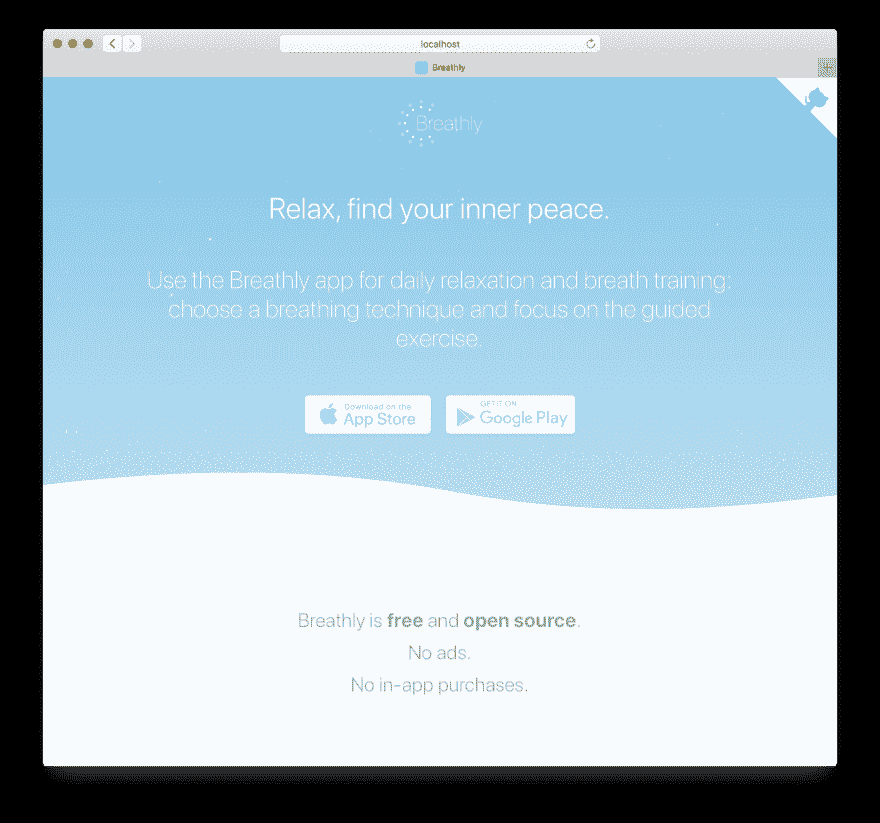 localhost
Breathly
Breathly
Relax, find your inner peace.
Use the Breathly app for daily relaxation and breath training:
choose a breathing technique and focus on the guided
exercise.
Download on the
App Store
GET IT ON
Google Play
Breathly is free and open source.
No ads.
No in-app purchases.